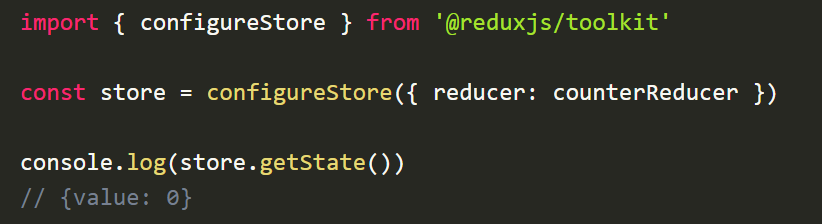 import { configureStore } from '@reduxjs/toolkit'
const store = configureStore({ reducer: counterReducer })
console.log(store.getState())
// {value: 0}